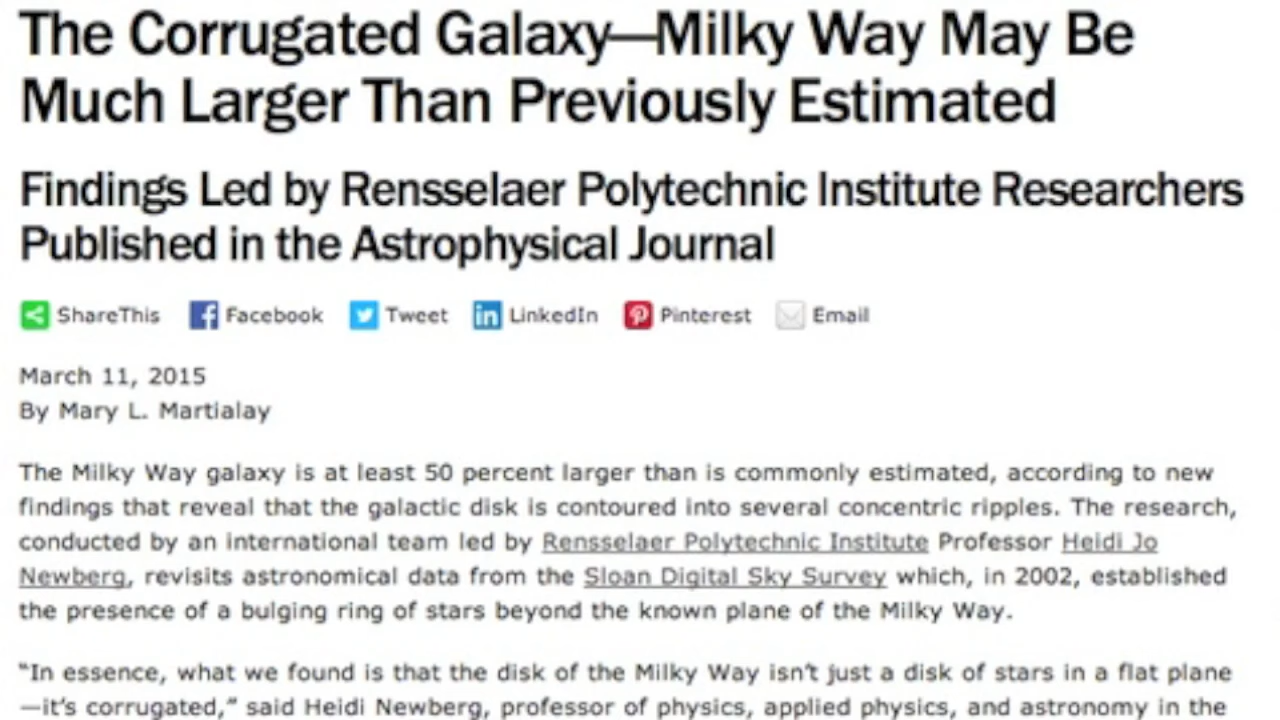 The Corrugated Galaxy—Milky Way May Be
Much Larger Than Previously Estimated
Findings Led by Rensselaer Polytechnic Institute Researchers
Published in the Astrophysical Journal
ShareThis Facebook Tweet LinkedIn Pinterest Email
March 11, 2015
By Mary L. Martialay
The Milky Way galaxy is at least 50 percent larger than is commonly estimated, according to new
findings that reveal that the galactic disk is contoured into several concentric ripples. The research,
conducted by an international team led by Rensselaer Polytechnic Institute Professor Heidi Jo
Newberg, revisits astronomical data from the Sloan Digital Sky Survey which, in 2002, established
the presence of a bulging ring of stars beyond the known plane of the Milky Way.
“In essence, what we found is that the disk of the Milky Way isn’t just a disk of stars in a flat plane
—it’s corrugated,” said Heidi Newberg, professor of physics, applied physics, and astronomy in the